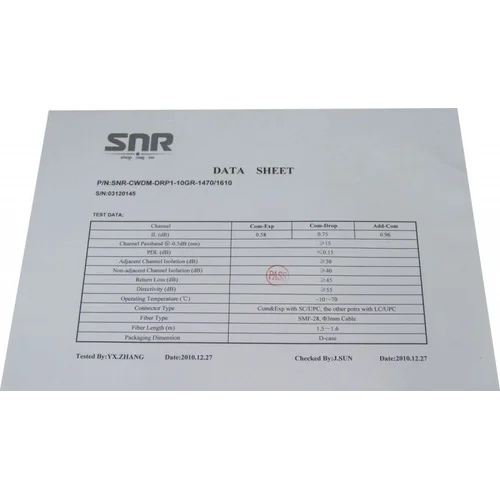 SNR
DATA SHEET
P/N:SNR-CWDM-DRP1-10GR-1470/1610
S/N:03120145
TEST DATA:
Channel Com-Exp Com-Drop Add-Com
IL (dB) 0.58 0.75 0.96
Channel Passband @-0.5dB (nm) ≥15
PDL (dB) ≤0.15
Adjacent Channel Isolation (dB) ≥30
Non-adjacent Channel Isolation (dB) ≥40
Return Loss (dB) ≥45
Directivity (dB) ≥55
Operating Temperature (℃) -10~70
Connector Type Com&Exp with SC/UPC, the other potrs with LC/UPC
Fiber Type SMF-28, Φ3mm Cable
Fiber Length (m) 1.5~1.6
Packaging Dimension D-case
PASS
Tested By:YX.ZHANG Date:2010.12.27 Checked By:J.SUN Date:2010.12.27